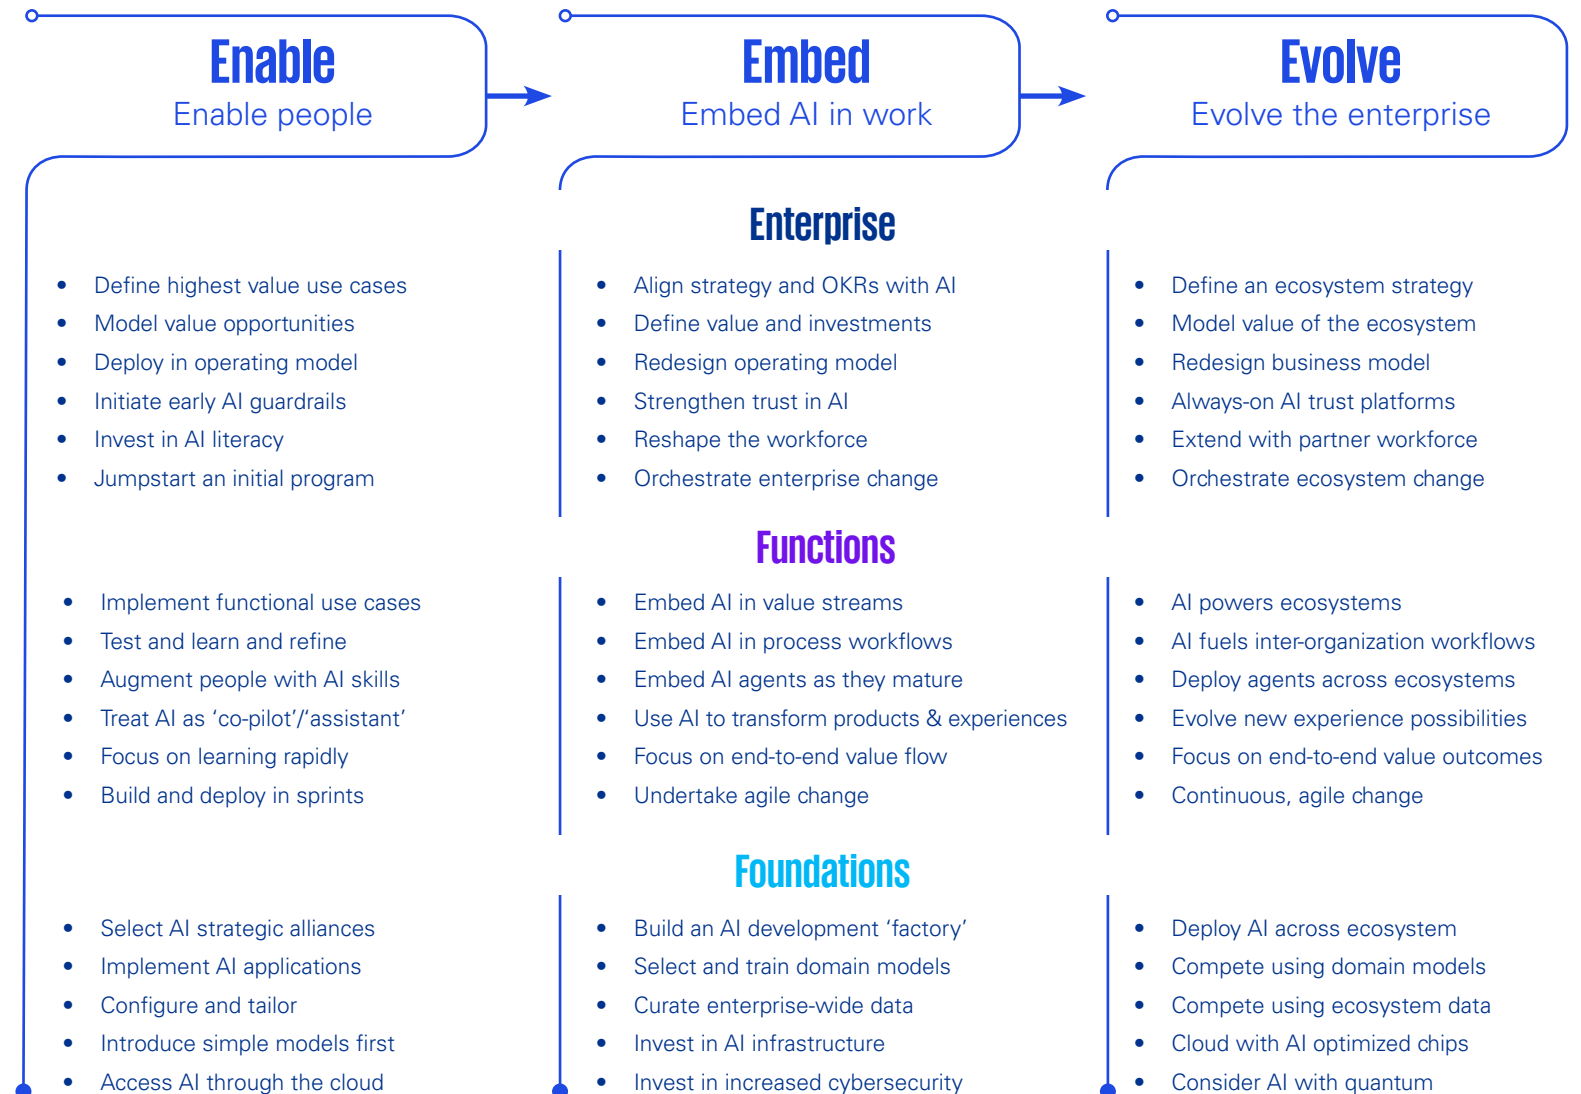 Enable
Enable people
Embed
Embed AI in work
Evolve
Evolve the enterprise
Enterprise
• Define highest value use cases
• Model value opportunities
• Deploy in operating model
• Initiate early AI guardrails
• Invest in AI literacy
• Jumpstart an initial program
• Align strategy and OKRs with AI
• Define value and investments
• Redesign operating model
• Strengthen trust in AI
• Reshape the workforce
• Orchestrate enterprise change
• Define an ecosystem strategy
• Model value of the ecosystem
• Redesign business model
• Always-on AI trust platforms
• Extend with partner workforce
• Orchestrate ecosystem change
Functions
• Implement functional use cases
• Test and learn and refine
• Augment people with AI skills
• Treat AI as ‘co-pilot’/‘assistant’
• Focus on learning rapidly
• Build and deploy in sprints
• Embed AI in value streams
• Embed AI in process workflows
• Embed AI agents as they mature
• Use AI to transform products & experiences
• Focus on end-to-end value flow
• Undertake agile change
• AI powers ecosystems
• AI fuels inter-organization workflows
• Deploy agents across ecosystems
• Evolve new experience possibilities
• Focus on end-to-end value outcomes
• Continuous, agile change
Foundations
• Select AI strategic alliances
• Implement AI applications
• Configure and tailor
• Introduce simple models first
• Access AI through the cloud
• Build an AI development ‘factory’
• Select and train domain models
• Curate enterprise-wide data
• Invest in AI infrastructure
• Invest in increased cybersecurity
• Deploy AI across ecosystem
• Compete using domain models
• Compete using ecosystem data
• Cloud with AI optimized chips
• Consider AI with quantum